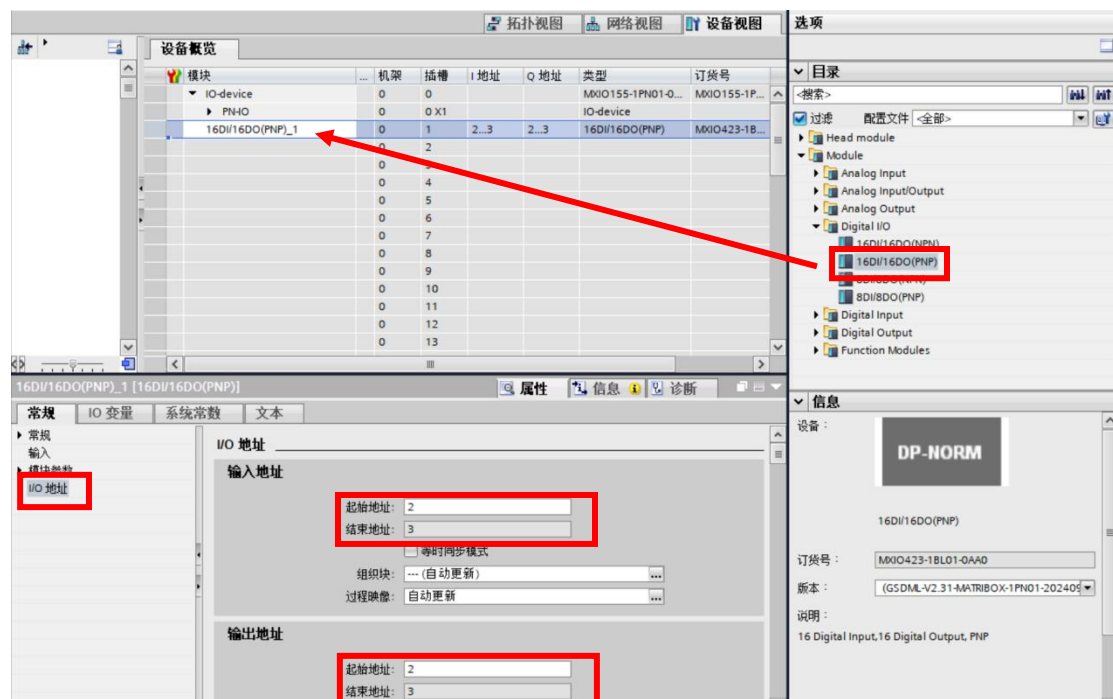 拓扑视图 网络视图 设备视图
选项
设备概览
模块 ... 机架 插槽 I 地址 Q 地址 类型 订货号
IO-device 0 0 MXIO155-1PN01-0... MXIO155-1P...
PN-IO 0 0 X1 IO-device
16DI/16DO(PNP)_1 0 1 2...3 2...3 16DI/16DO(PNP) MXIO423-1B...
0 2
0
0 4
0 5
0 6
0 7
0 8
0 9
0 10
0 11
0 12
0 13
目录
<搜索>
过滤 配置文件 <全部>
Head module
Module
Analog Input
Analog Input/Output
Analog Output
Digital I/O
16DI/16DO(NPN)
16DI/16DO(PNP)
8DI/8DO(NPN)
8DI/8DO(PNP)
Digital Input
Digital Output
Function Modules
16DI/16DO(PNP)_1 [16DI/16DO(PNP)]
属性 信息 诊断
常规 IO 变量 系统常数 文本
常规
输入
模块参数
I/O 地址
I/O 地址
输入地址
起始地址: 2
结束地址: 3
等时同步模式
组织块: --- (自动更新) ...
过程映像: 自动更新 ...
输出地址
起始地址: 2
结束地址: 3
信息
设备：
DP-NORM
16DI/16DO(PNP)
订货号： MXIO423-1BL01-0AA0
版本： (GSDML-V2.31-MATRIBOX-1PN01-202409
说明：
16 Digital Input,16 Digital Output, PNP